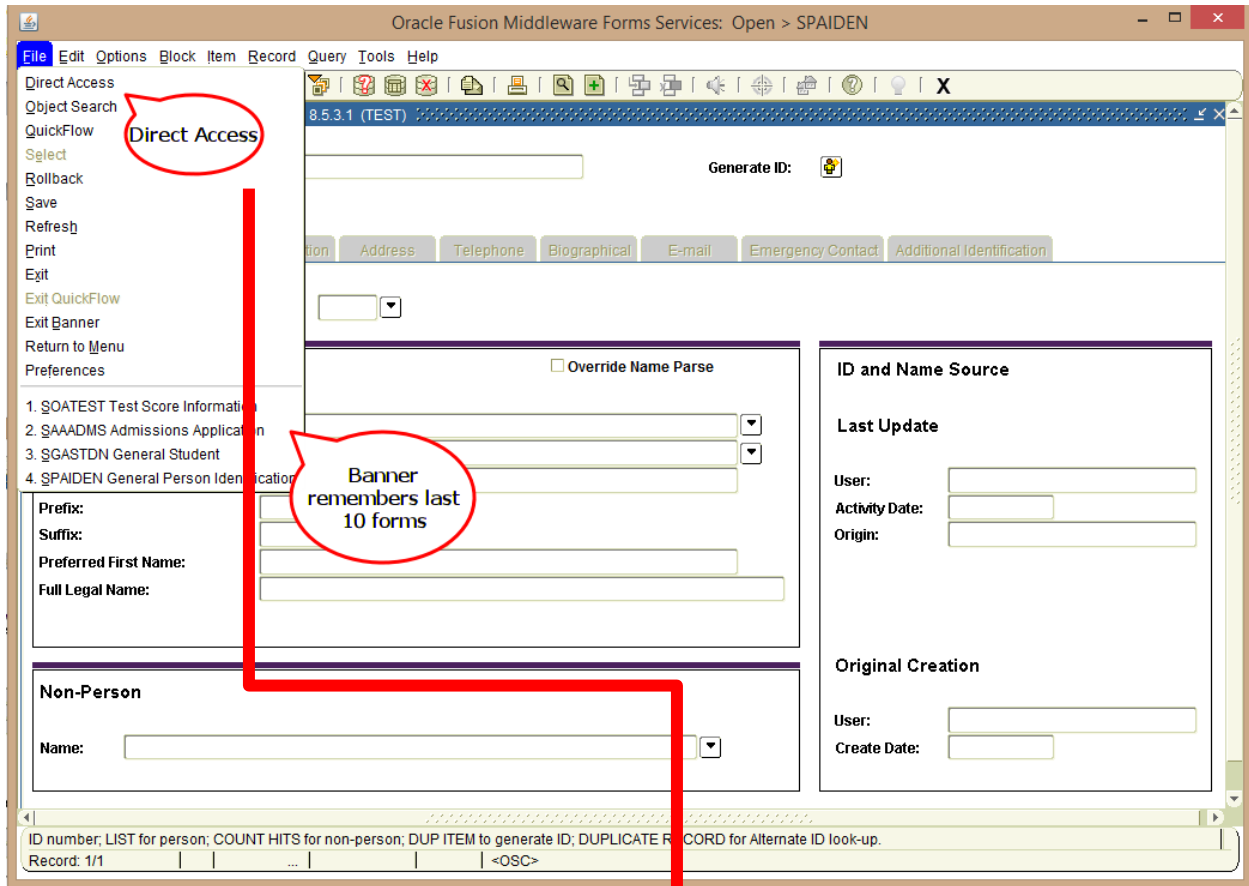 Oracle Fusion Middleware Forms Services: Open > SPAIDEN
File Edit Options Block Item Record Query Tools Help
Direct Access
Object Search
QuickFlow
Select
Rollback
Save
Refresh
Print
Exit
Exit QuickFlow
Exit Banner
Return to Menu
Preferences
1. SOATEST Test Score Information
2. SAAADMS Admissions Application
3. SGASTDN General Student
4. SPAIDEN General Person Identification
Direct Access
Banner
remembers last
10 forms
X
8.5.3.1 (TEST)
Generate ID:
tion Address Telephone Biographical E-mail Emergency Contact Additional Identification
Override Name Parse
Prefix:
Suffix:
Preferred First Name:
Full Legal Name:
ID and Name Source
Last Update
User:
Activity Date:
Origin:
Original Creation
User:
Create Date:
Non-Person
Name:
ID number; LIST for person; COUNT HITS for non-person; DUP ITEM to generate ID; DUPLICATE RECORD for Alternate ID look-up.
Record: 1/1 ... <OSC>